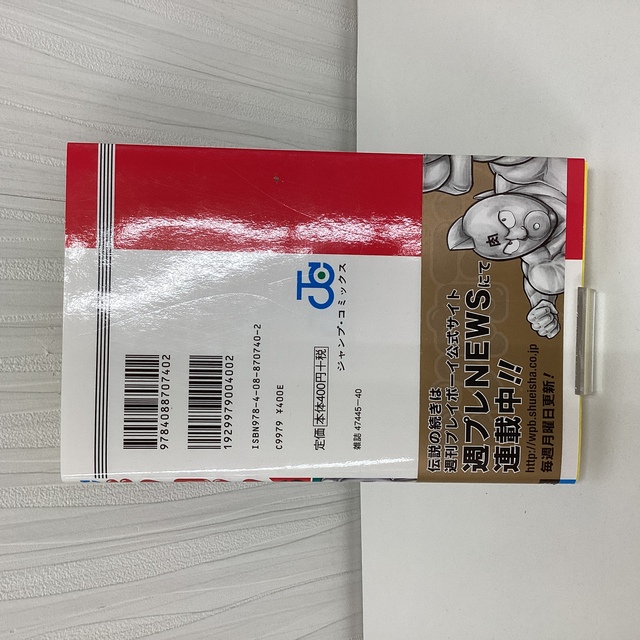 9784088707402
1929979004002
ISBN978-4-08-870740-2
C9979 ¥400E
定価 本体400円+税
雑誌 47445-40
JC
ジャンプ・コミックス
肉
伝説の続きは
週刊プレイボーイ公式サイト
週プレNEWSにて
連載中!!
http://wpb.shueisha.co.jp
毎週月曜日更新!